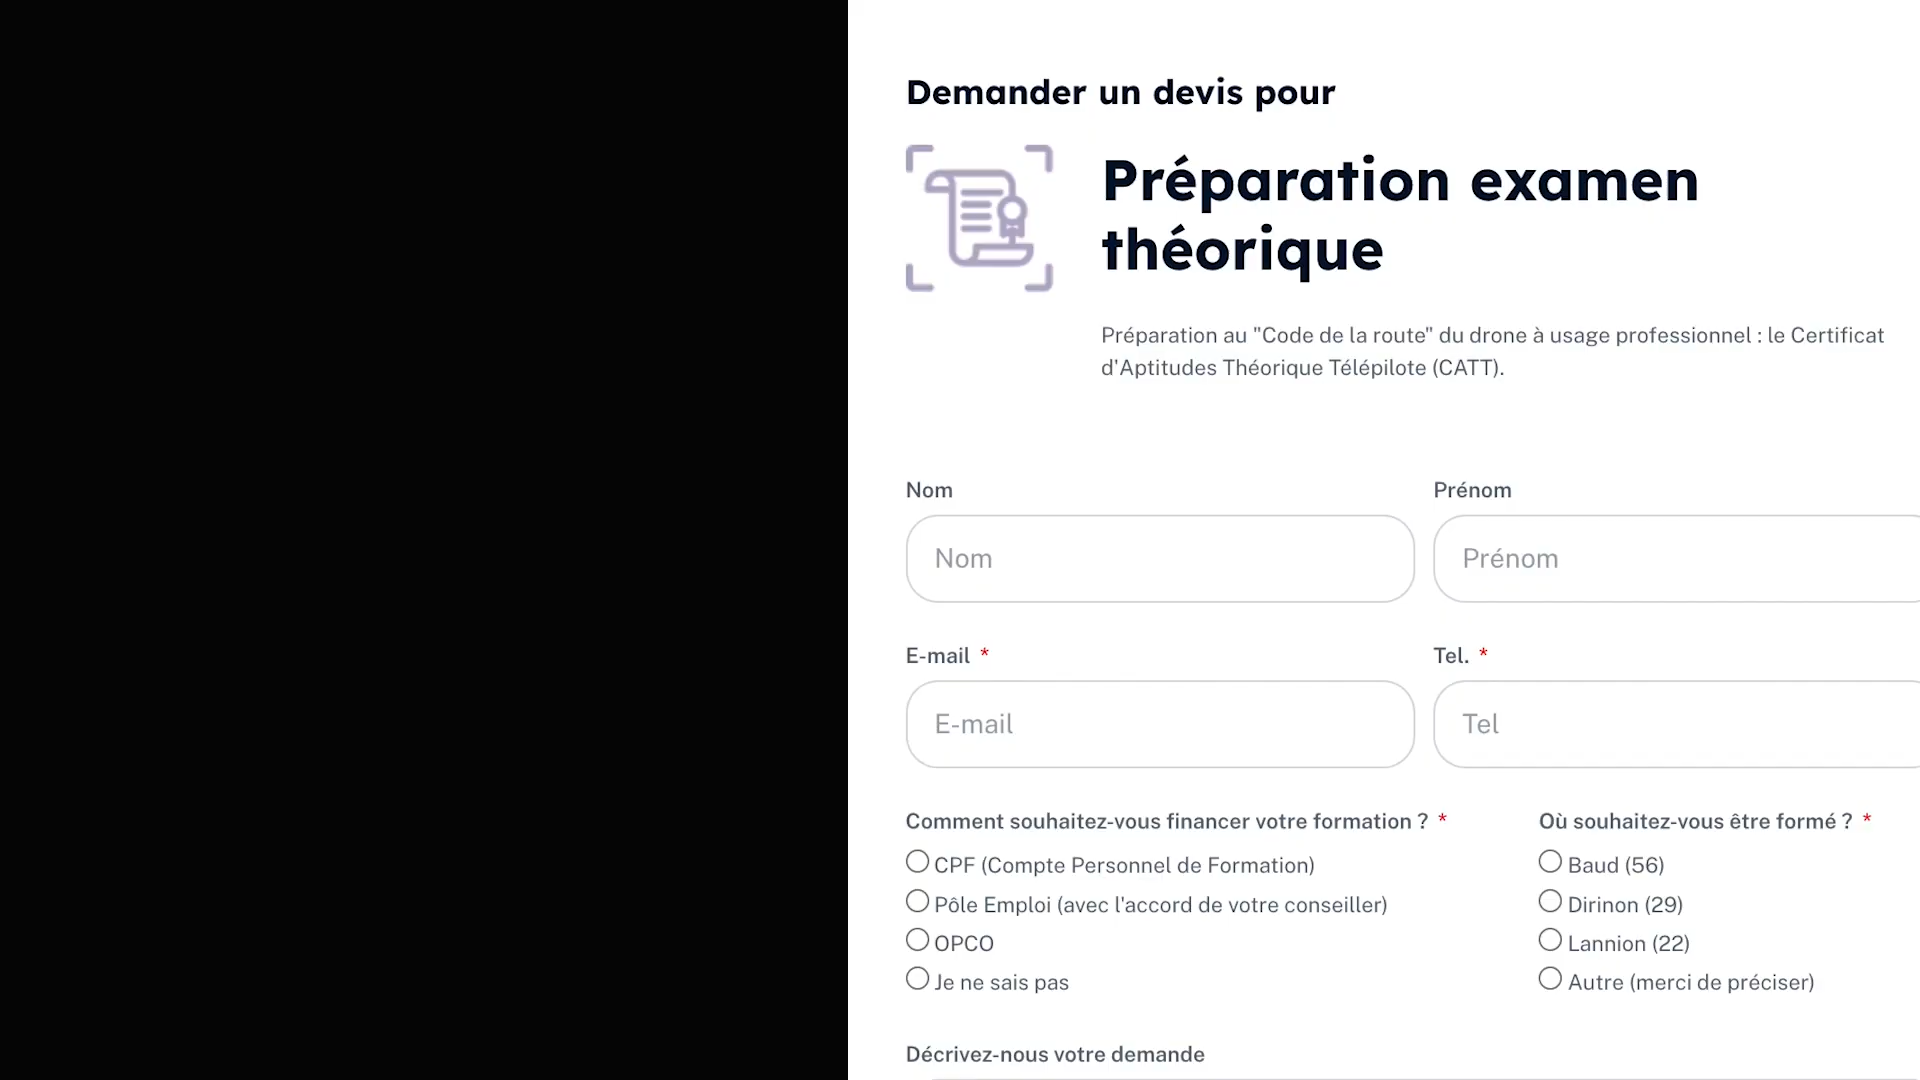 Demander un devis pour
Préparation examen
théorique
Préparation au "Code de la route" du drone à usage professionnel : le Certificat
d'Aptitudes Théorique Télépilote (CATT).
Nom
Prénom
Nom
Prénom
E-mail *
Tel. *
E-mail
Tel
Comment souhaitez-vous financer votre formation ? *
CPF (Compte Personnel de Formation)
Pôle Emploi (avec l'accord de votre conseiller)
OPCO
Je ne sais pas
Où souhaitez-vous être formé ? *
Baud (56)
Dirinon (29)
Lannion (22)
Autre (merci de préciser)
Décrivez-nous votre demande